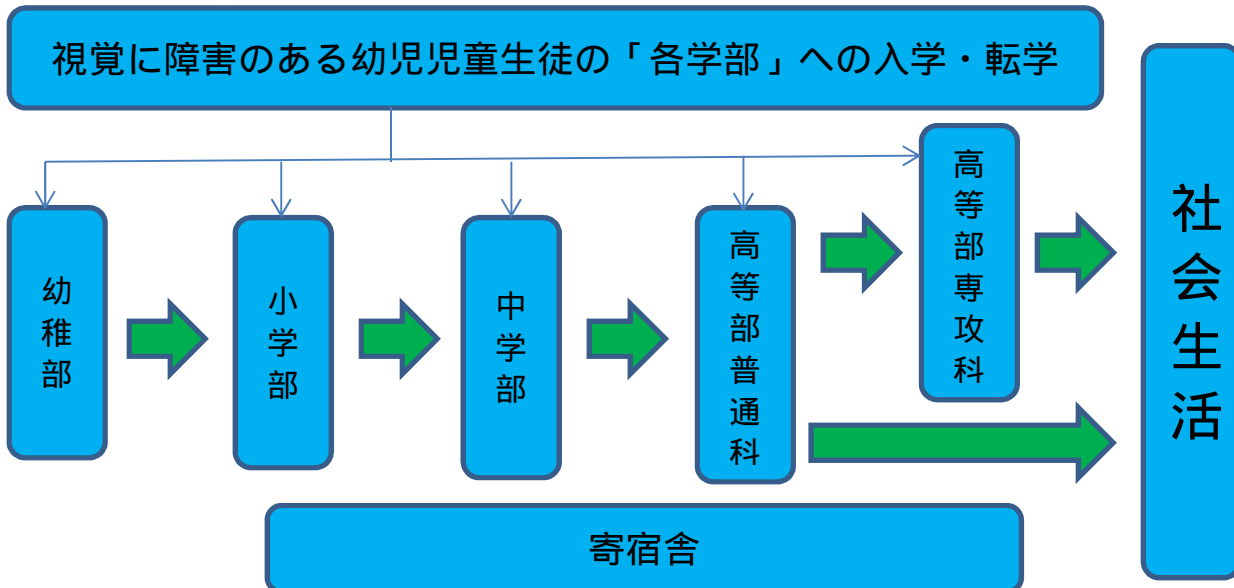 視覚に障害のある幼児児童生徒の「各学部」への入学・転学
幼稚部
小学部
中学部
高等部普通科
高等部専攻科
社会生活
寄宿舎